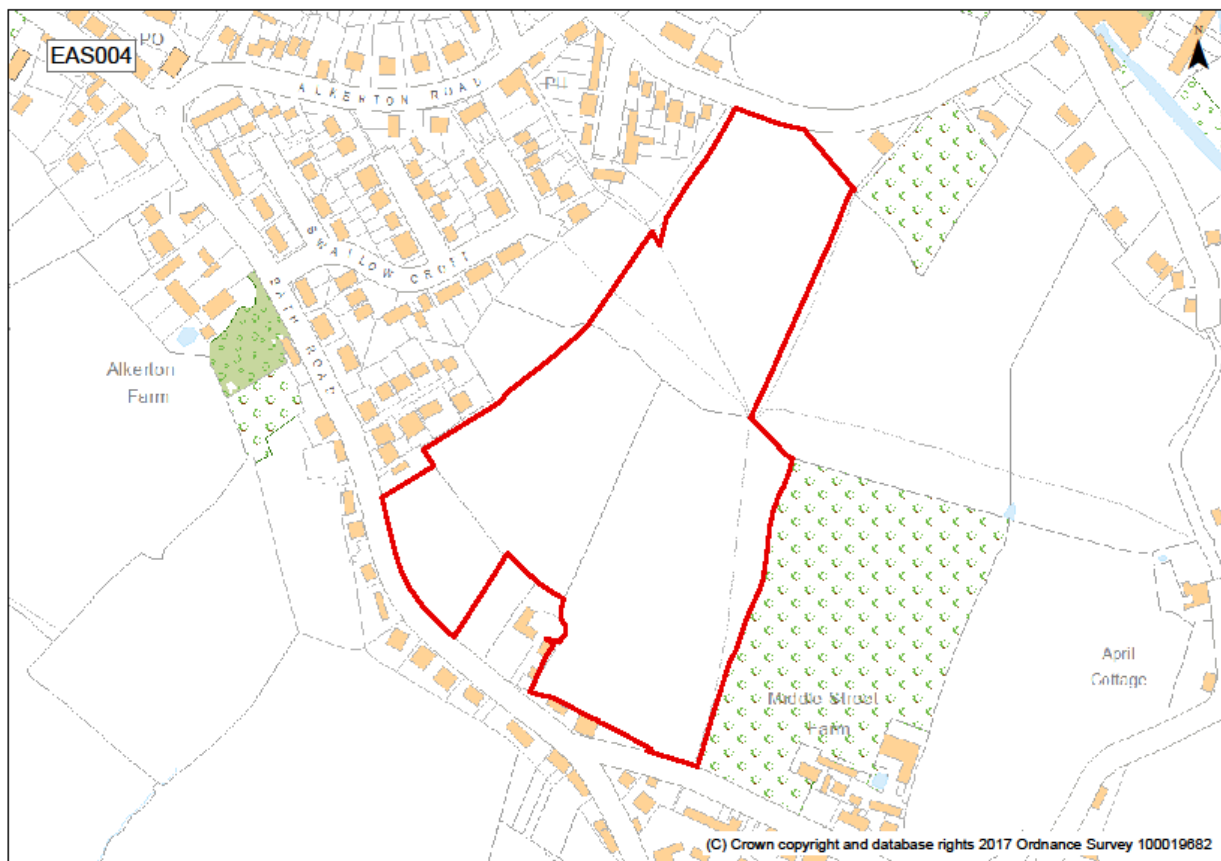 EAS004
PO
N
ALKERTON ROAD
PH
SWALLOW CROFT
BATH ROAD
Alkerton
Farm
April
Cottage
Middle Street
Farm
(C) Crown copyright and database rights 2017 Ordnance Survey 100019682